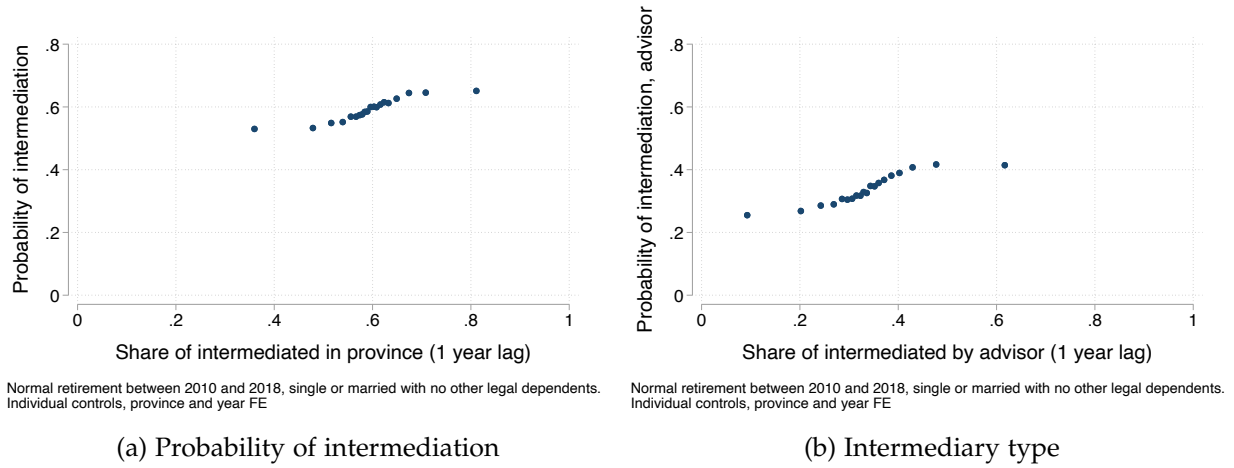 Probability of intermediation
.8
.6
.4
.2
0
0 .2 .4 .6 .8 1
Share of intermediated in province (1 year lag)
Normal retirement between 2010 and 2018, single or married with no other legal dependents.
Individual controls, province and year FE
(a) Probability of intermediation
Probability of intermediation, advisor
.8
.6
.4
.2
0
0 .2 .4 .6 .8 1
Share of intermediated by advisor (1 year lag)
Normal retirement between 2010 and 2018, single or married with no other legal dependents.
Individual controls, province and year FE
(b) Intermediary type